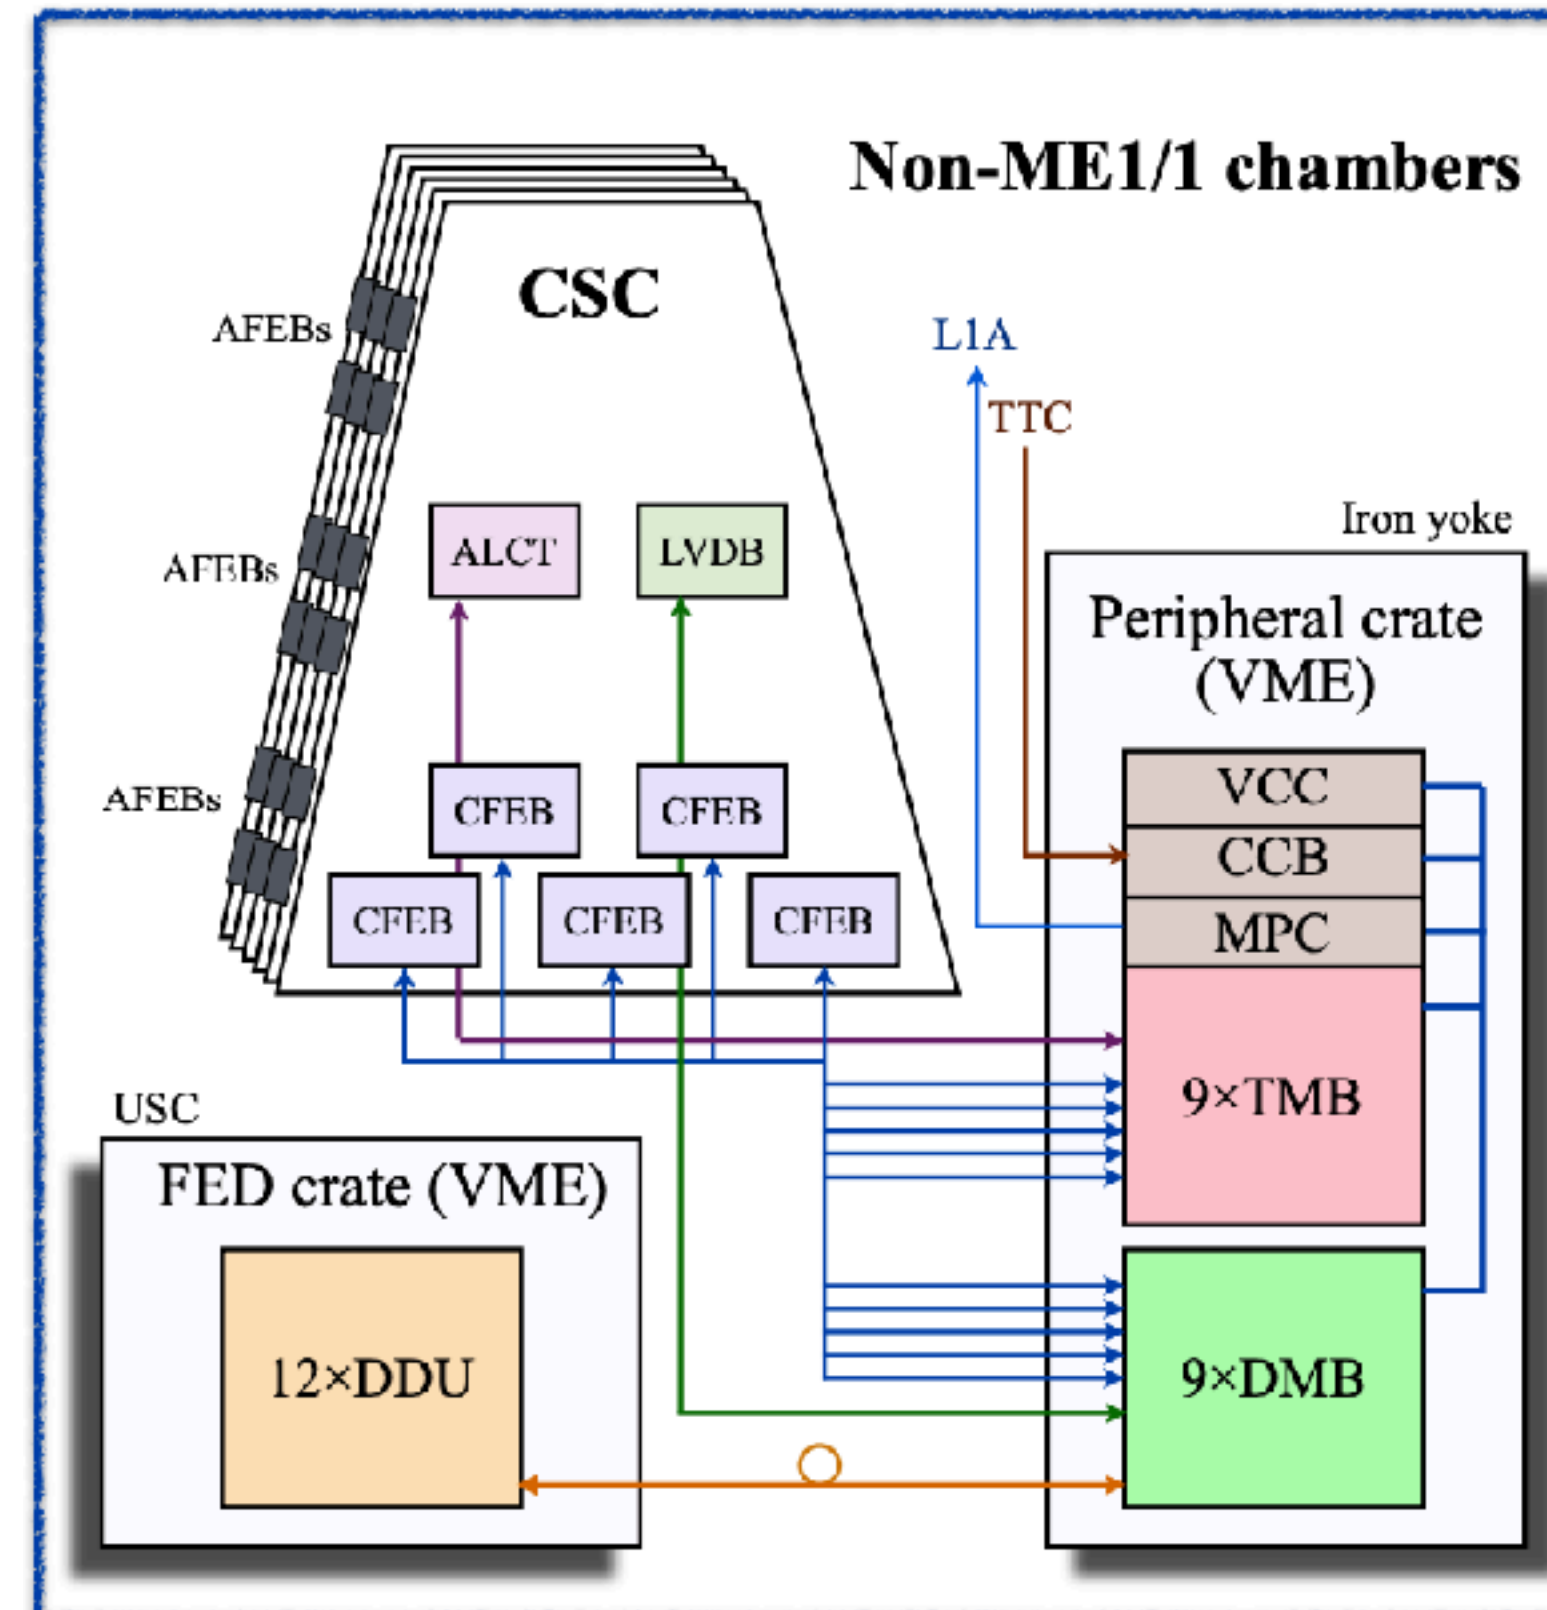 Non-ME1/1 chambers
CSC
AFEBs
L1A
TTC
Iron yoke
ALCT
LVDB
AFEBs
Peripheral crate
(VME)
VCC
AFEBs
CFEB
CFEB
CCB
CFEB
CFEB
CFEB
MPC
9×TMB
USC
FED crate (VME)
12×DDU
9×DMB